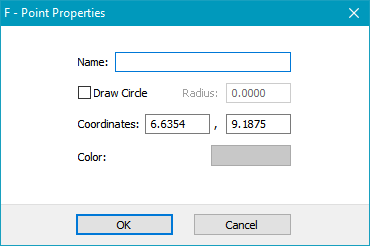 F - Point Properties
Name:
Draw Circle Radius: 0.0000
Coordinates: 6.6354 , 9.1875
Color:
OK Cancel